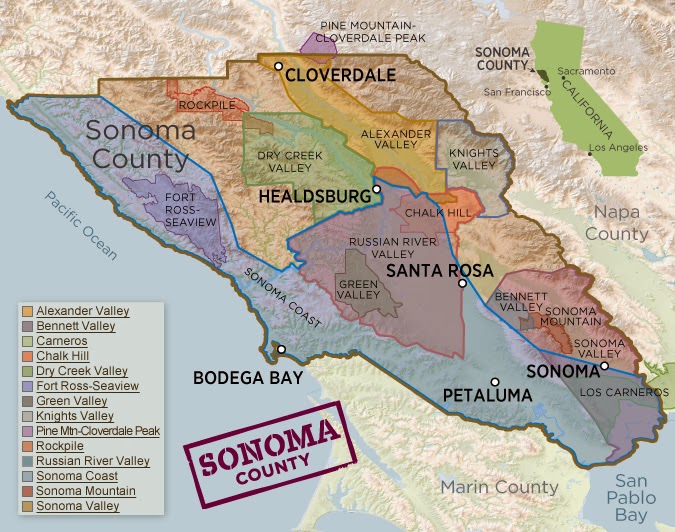 PINE MOUNTAIN-
CLOVERDALE PEAK
SONOMA
COUNTY
Sacramento
San Francisco
CALIFORNIA
Los Angeles
CLOVERDALE
ROCKPILE
Sonoma
County
ALEXANDER
VALLEY
DRY CREEK
VALLEY
KNIGHTS
VALLEY
HEALDSBURG
FORT
ROSS-
SEAVIEW
CHALK HILL
Pacific Ocean
Napa
County
RUSSIAN RIVER
VALLEY
SANTA ROSA
GREEN
VALLEY
SONOMA COAST
BENNETT
VALLEY
SONOMA
MOUNTAIN
SONOMA
VALLEY
SONOMA
LOS CARNEROS
BODEGA BAY
PETALUMA
Alexander Valley
Bennett Valley
Carneros
Chalk Hill
Dry Creek Valley
Fort Ross-Seaview
Green Valley
Knights Valley
Pine Mtn-Cloverdale Peak
Rockpile
Russian River Valley
Sonoma Coast
Sonoma Mountain
Sonoma Valley
SONOMA
COUNTY
Marin County
San
Pablo
Bay